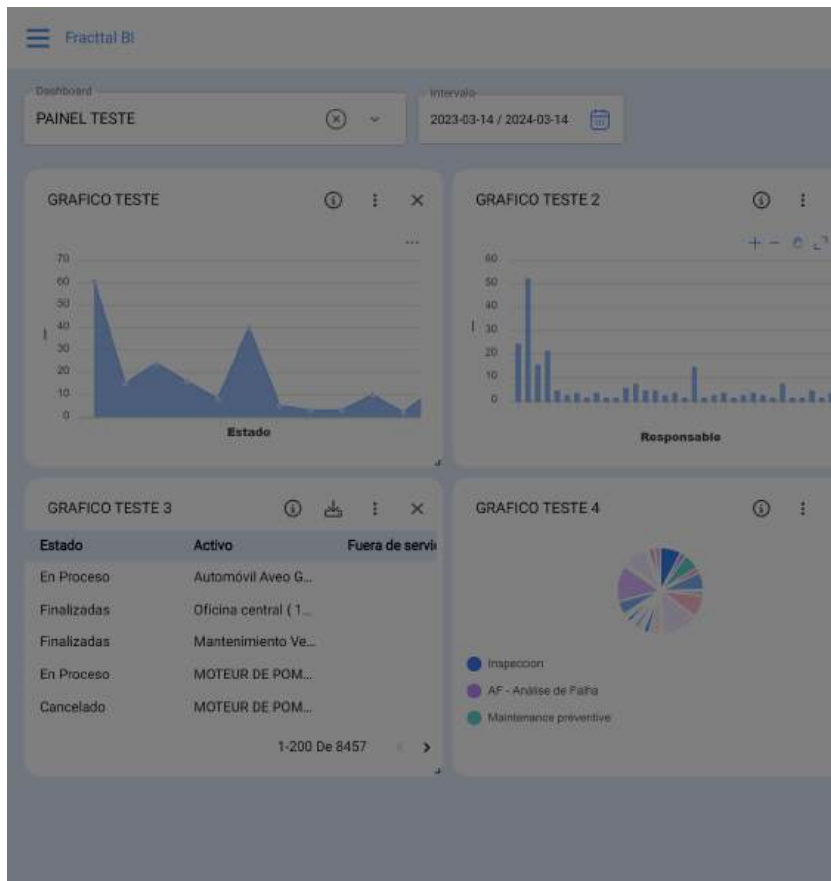 Fracttal BI
Dashboard
PAINEL TESTE
Intervalo
2023-03-14 / 2024-03-14
GRAFICO TESTE
70
60
50
40
30
20
10
0
Estado
GRAFICO TESTE 2
60
50
40
30
20
10
0
Responsable
GRAFICO TESTE 3
Estado Activo Fuera de servi
En Proceso Automóvil Aveo G...
Finalizadas Oficina central ( 1...
Finalizadas Mantenimiento Ve...
En Proceso MOTEUR DE POM...
Cancelado MOTEUR DE POM...
1-200 De 8457
GRAFICO TESTE 4
Inspeccion
AF - Análise de Falha
Maintenance préventive